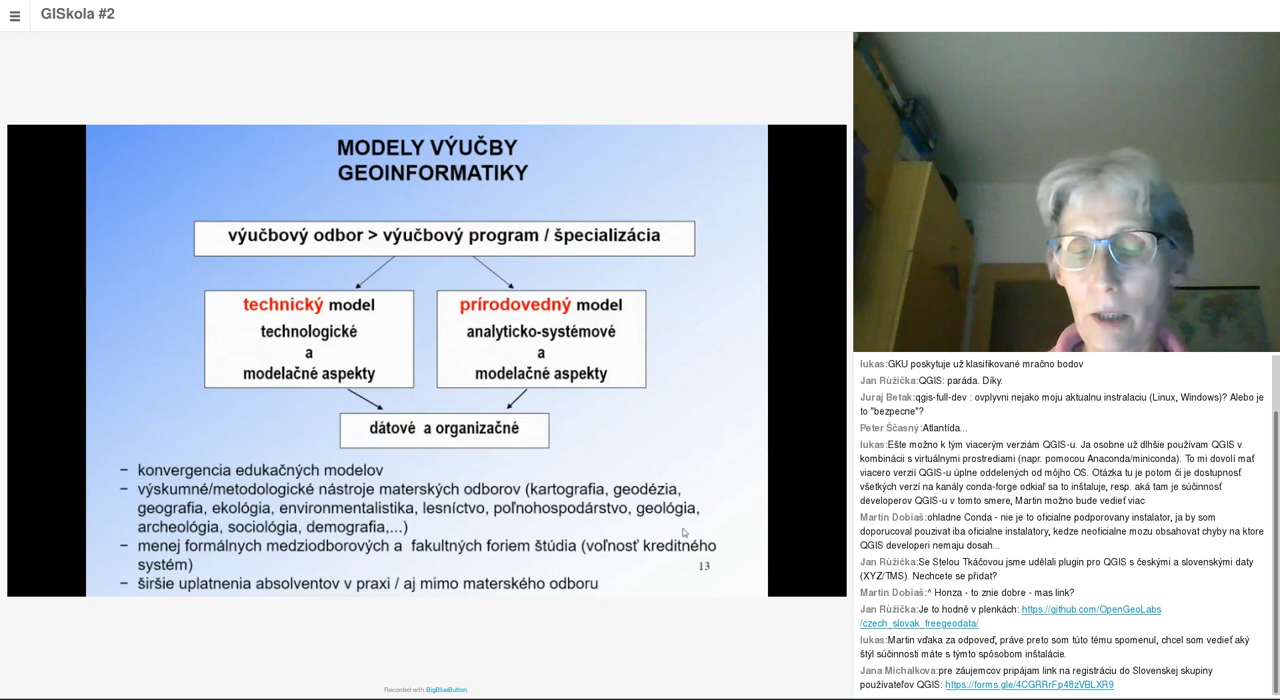 GISkola #2
MODELY VÝUČBY
GEOINFORMATIKY
výučbový odbor > výučbový program / špecializácia
technický model
technologické
a
modelačné aspekty
prírodovedný model
analyticko-systémové
a
modelačné aspekty
dátové a organizačné
– konvergencia edukačných modelov
– výskumné/metodologické nástroje materských odborov (kartografia, geodézia,
geografia, ekológia, environmentalistika, lesníctvo, poľnohospodárstvo, geológia,
archeológia, sociológia, demografia,...)
– menej formálnych medziodborových a fakultných foriem štúdia (voľnosť kreditného
systém)
– širšie uplatnenia absolventov v praxi / aj mimo materského odboru
13
Recorded with BigBlueButton
lukas:GKU poskytuje už klasifikované mračno bodov
Jan Růžička:QGIS: paráda. Díky.
Juraj Betak:qgis-full-dev : ovplyvni nejako moju aktualnu instralaciu (Linux, Windows)? Alebo je
to "bezpecne"?
Peter Ščasný:Atlantída...
lukas:Ešte možno k tým viacerým verziám QGIS-u. Ja osobne už dlhšie používam QGIS v
kombinácii s virtuálnymi prostrediami (napr. pomocou Anaconda/miniconda). To mi dovolí mať
viacero verzií QGIS-u úplne oddelených od môjho OS. Otázka tu je potom či je dostupnosť
všetkých verzí na kanály conda-forge odkiaľ sa to inštaluje, resp. aká tam je súčinnosť
developerov QGIS-u v tomto smere, Martin možno bude vedieť viac
Martin Dobiaš:ohladne Conda - nie je to oficialne podporovany instalator, ja by som
doporucoval pouzivat iba oficialne instalatory, kedze neoficialne mozu obsahovat chyby na ktore
QGIS developeri nemaju dosah...
Jan Růžička:Se Stelou Tkáčovou jsme udělali plugin pro QGIS s českými a slovenskými daty
(XYZ/TMS). Nechcete se přidat?
Martin Dobiaš:^ Honza - to znie dobre - mas link?
Jan Růžička:Je to hodně v plenkách: https://github.com/OpenGeoLabs
/czech_slovak_freegeodata/
lukas:Martin vďaka za odpoveď, práve preto som túto tému spomenul, chcel som vedieť aký
štýl súčinnosti máte s týmto spôsobom inštalácie.
Jana Michalkova:pre záujemcov pripájam link na registráciu do Slovenskej skupiny
používateľov QGIS: https://forms.gle/4CGRRrFp48zVBLXR9